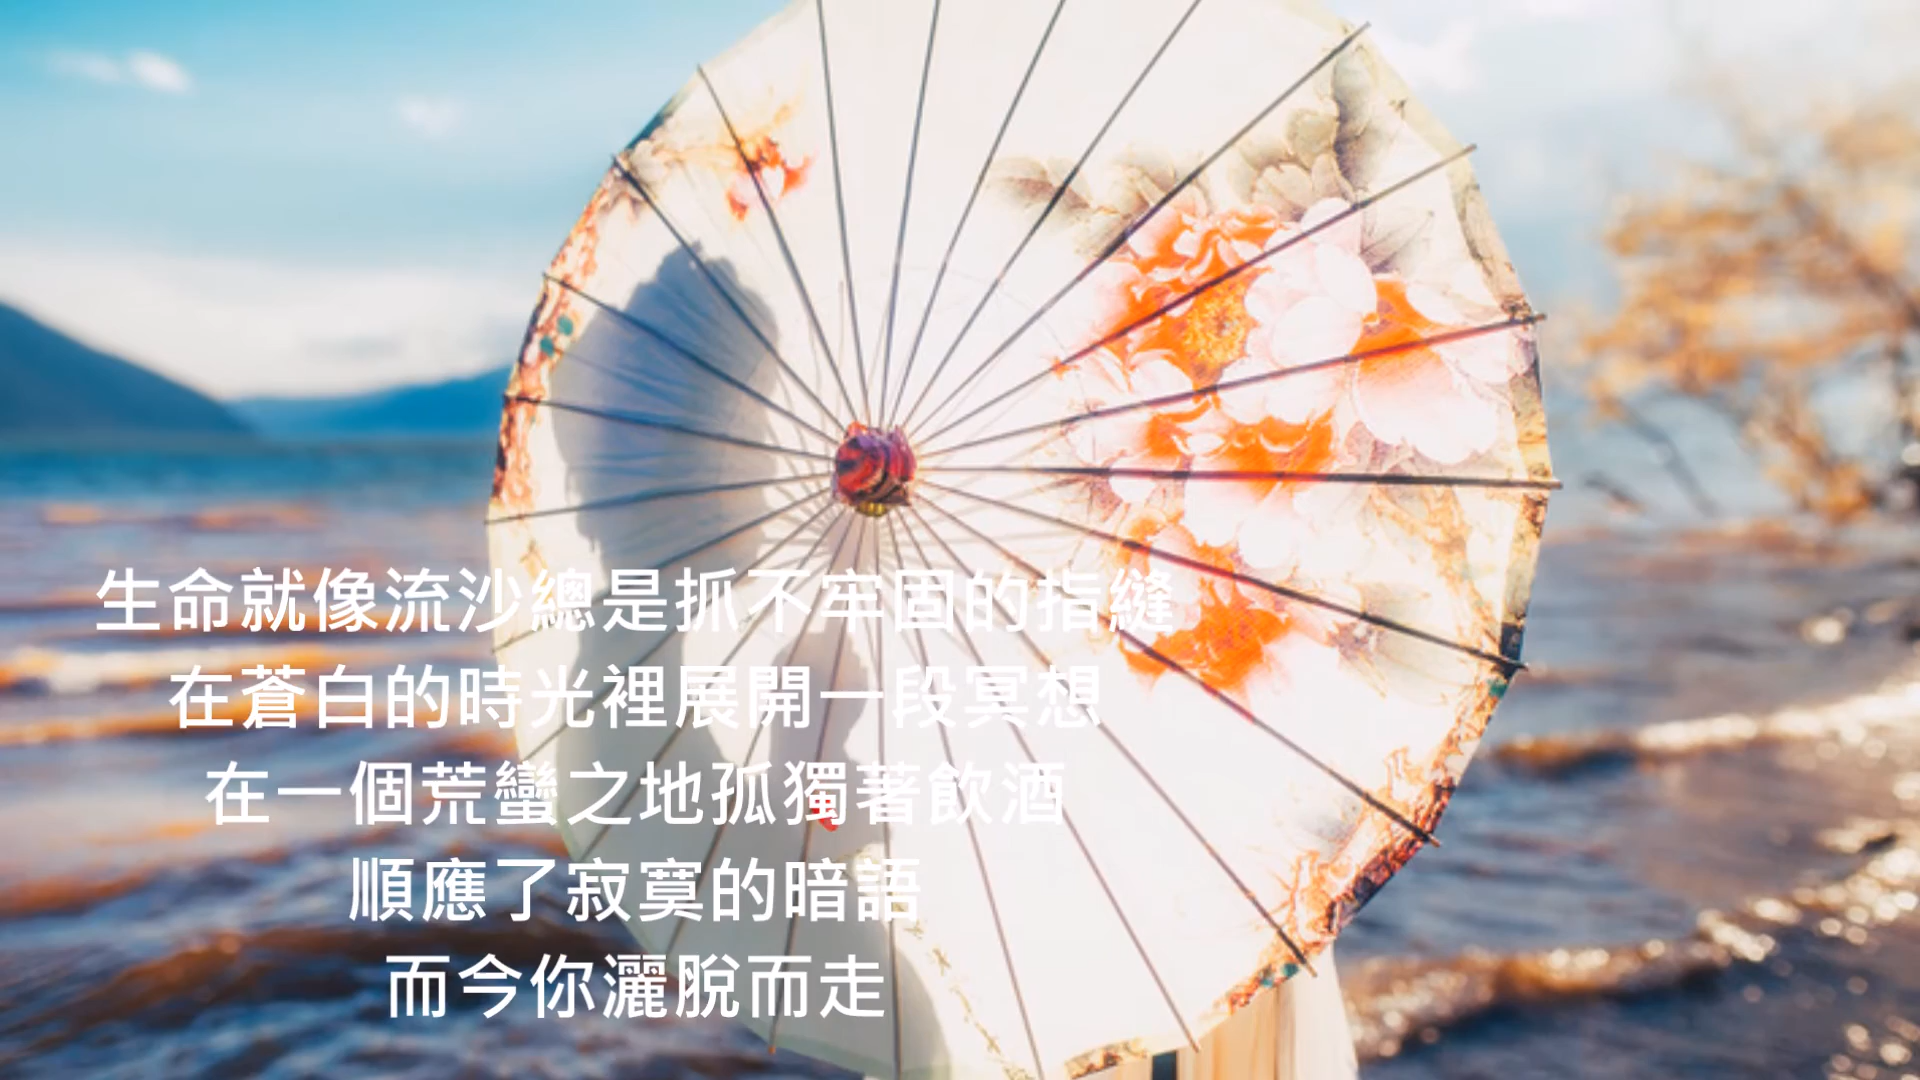 生命就像流沙總是抓不牢固的指縫
在蒼白的時光裡展開一段冥想
在一個荒蠻之地孤獨著飲酒
順應了寂寞的暗語
而今你灑脫而走